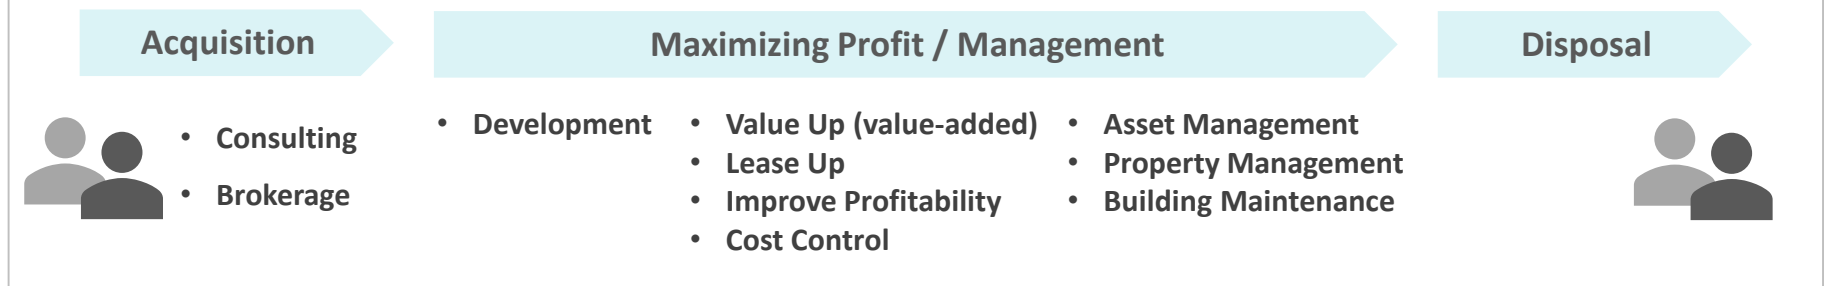 Acquisition
Maximizing Profit / Management
Disposal
• Consulting
• Brokerage
• Development
• Value Up (value-added)
• Lease Up
• Improve Profitability
• Cost Control
• Asset Management
• Property Management
• Building Maintenance